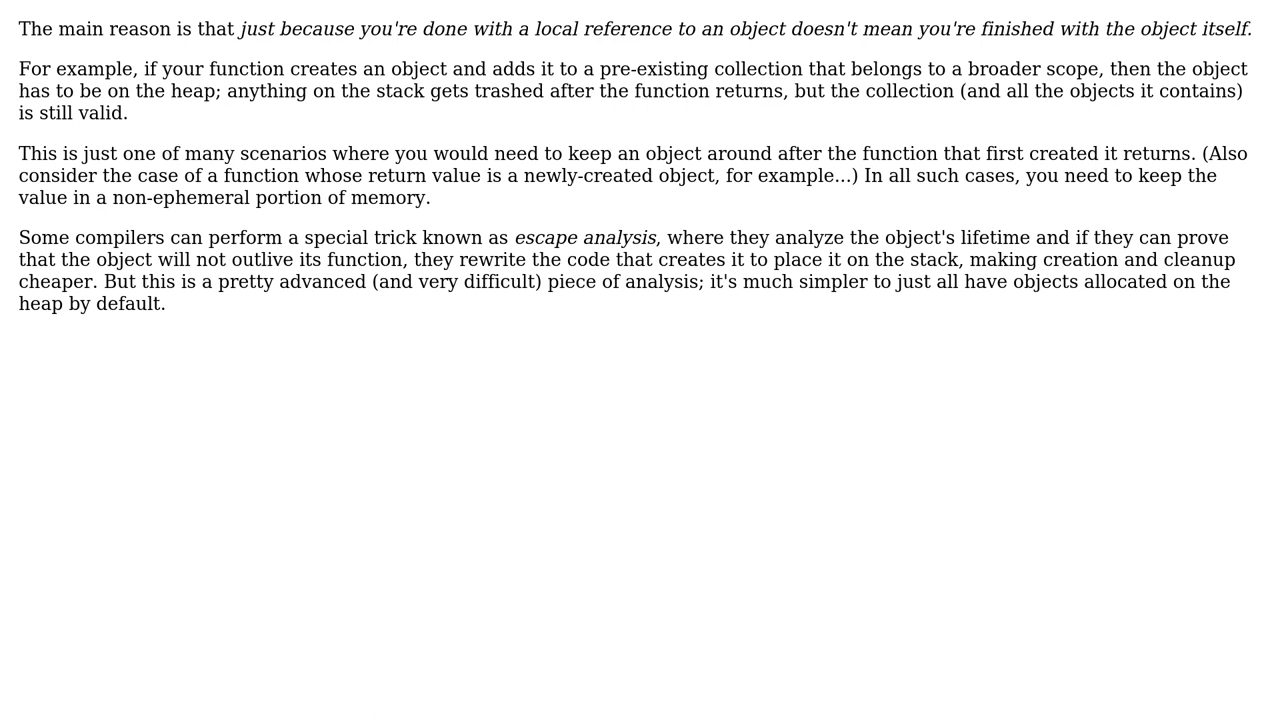 The main reason is that just because you're done with a local reference to an object doesn't mean you're finished with the object itself.
For example, if your function creates an object and adds it to a pre-existing collection that belongs to a broader scope, then the object
has to be on the heap; anything on the stack gets trashed after the function returns, but the collection (and all the objects it contains)
is still valid.
This is just one of many scenarios where you would need to keep an object around after the function that first created it returns. (Also
consider the case of a function whose return value is a newly-created object, for example...) In all such cases, you need to keep the
value in a non-ephemeral portion of memory.
Some compilers can perform a special trick known as escape analysis, where they analyze the object's lifetime and if they can prove
that the object will not outlive its function, they rewrite the code that creates it to place it on the stack, making creation and cleanup
cheaper. But this is a pretty advanced (and very difficult) piece of analysis; it's much simpler to just all have objects allocated on the
heap by default.